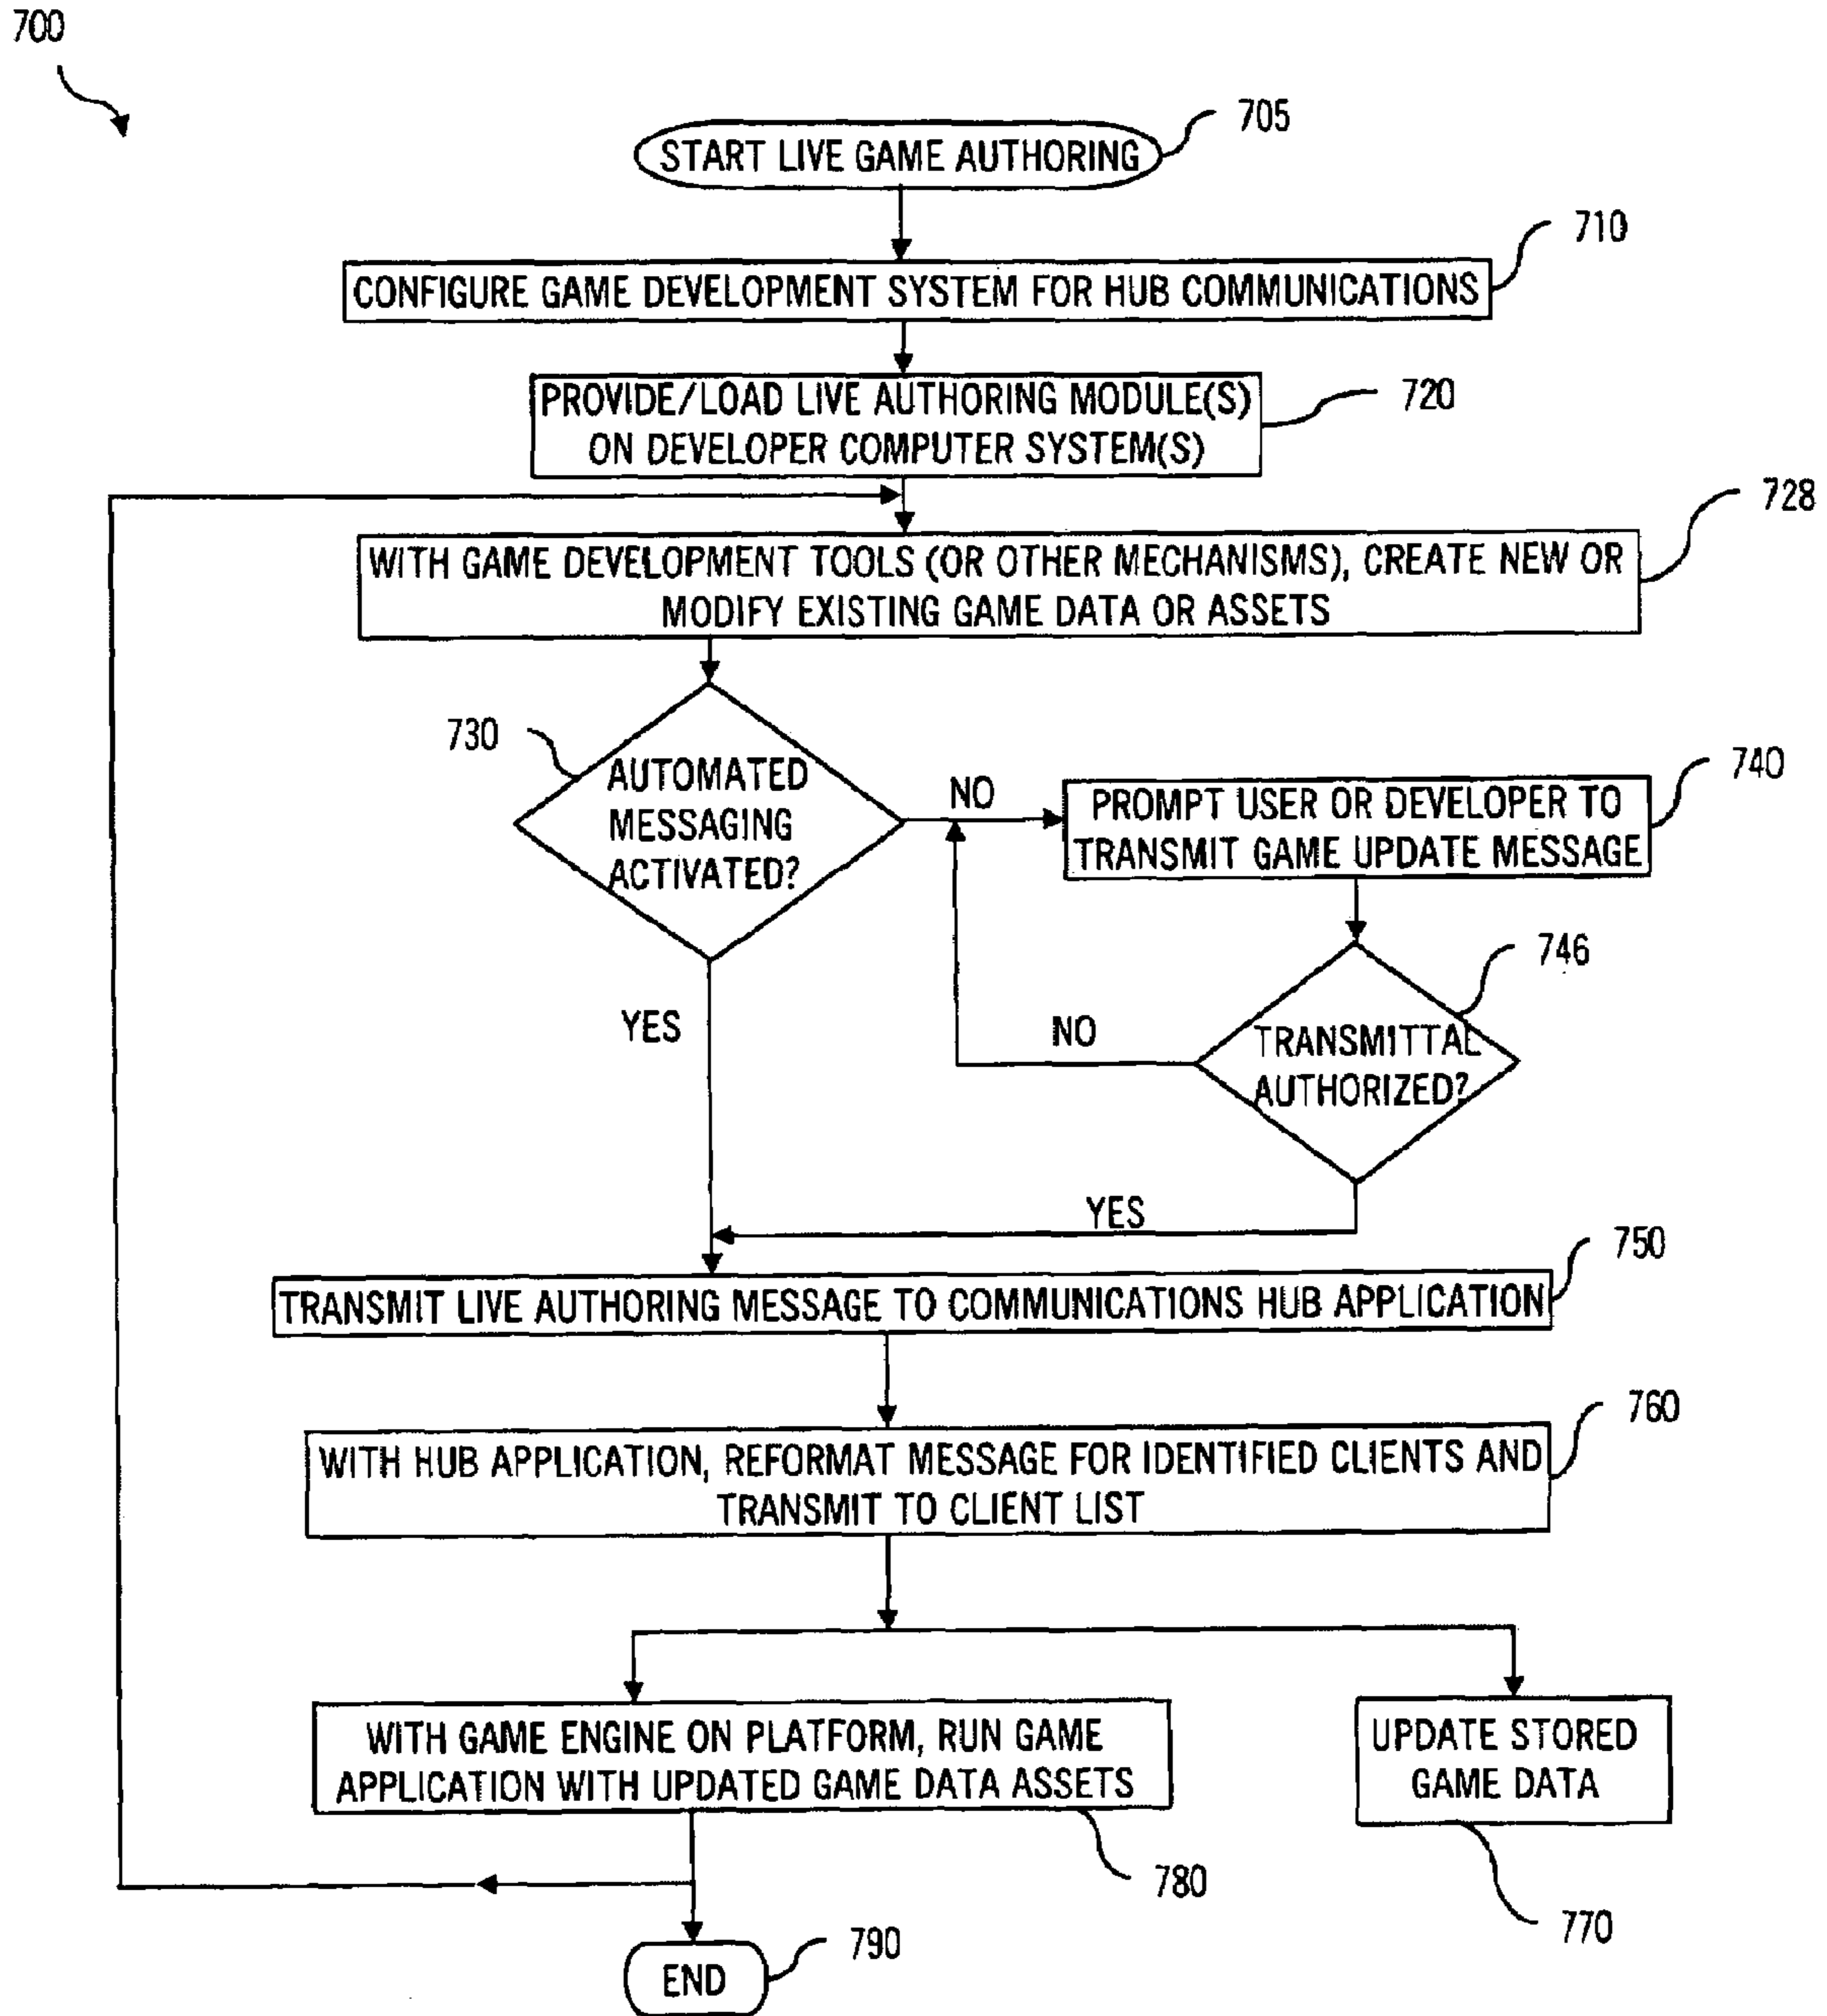 700
705
START LIVE GAME AUTHORING
710
CONFIGURE GAME DEVELOPMENT SYSTEM FOR HUB COMMUNICATIONS
PROVIDE/LOAD LIVE AUTHORING MODULE(S)
ON DEVELOPER COMPUTER SYSTEM(S)
720
728
WITH GAME DEVELOPMENT TOOLS (OR OTHER MECHANISMS), CREATE NEW OR
MODIFY EXISTING GAME DATA OR ASSETS
730
AUTOMATED
MESSAGING
ACTIVATED?
NO
740
PROMPT USER OR DEVELOPER TO
TRANSMIT GAME UPDATE MESSAGE
746
YES
NO
TRANSMITTAL
AUTHORIZED?
YES
750
TRANSMIT LIVE AUTHORING MESSAGE TO COMMUNICATIONS HUB APPLICATION
760
WITH HUB APPLICATION, REFORMAT MESSAGE FOR IDENTIFIED CLIENTS AND
TRANSMIT TO CLIENT LIST
WITH GAME ENGINE ON PLATFORM, RUN GAME
APPLICATION WITH UPDATED GAME DATA ASSETS
780
UPDATE STORED
GAME DATA
770
790
END